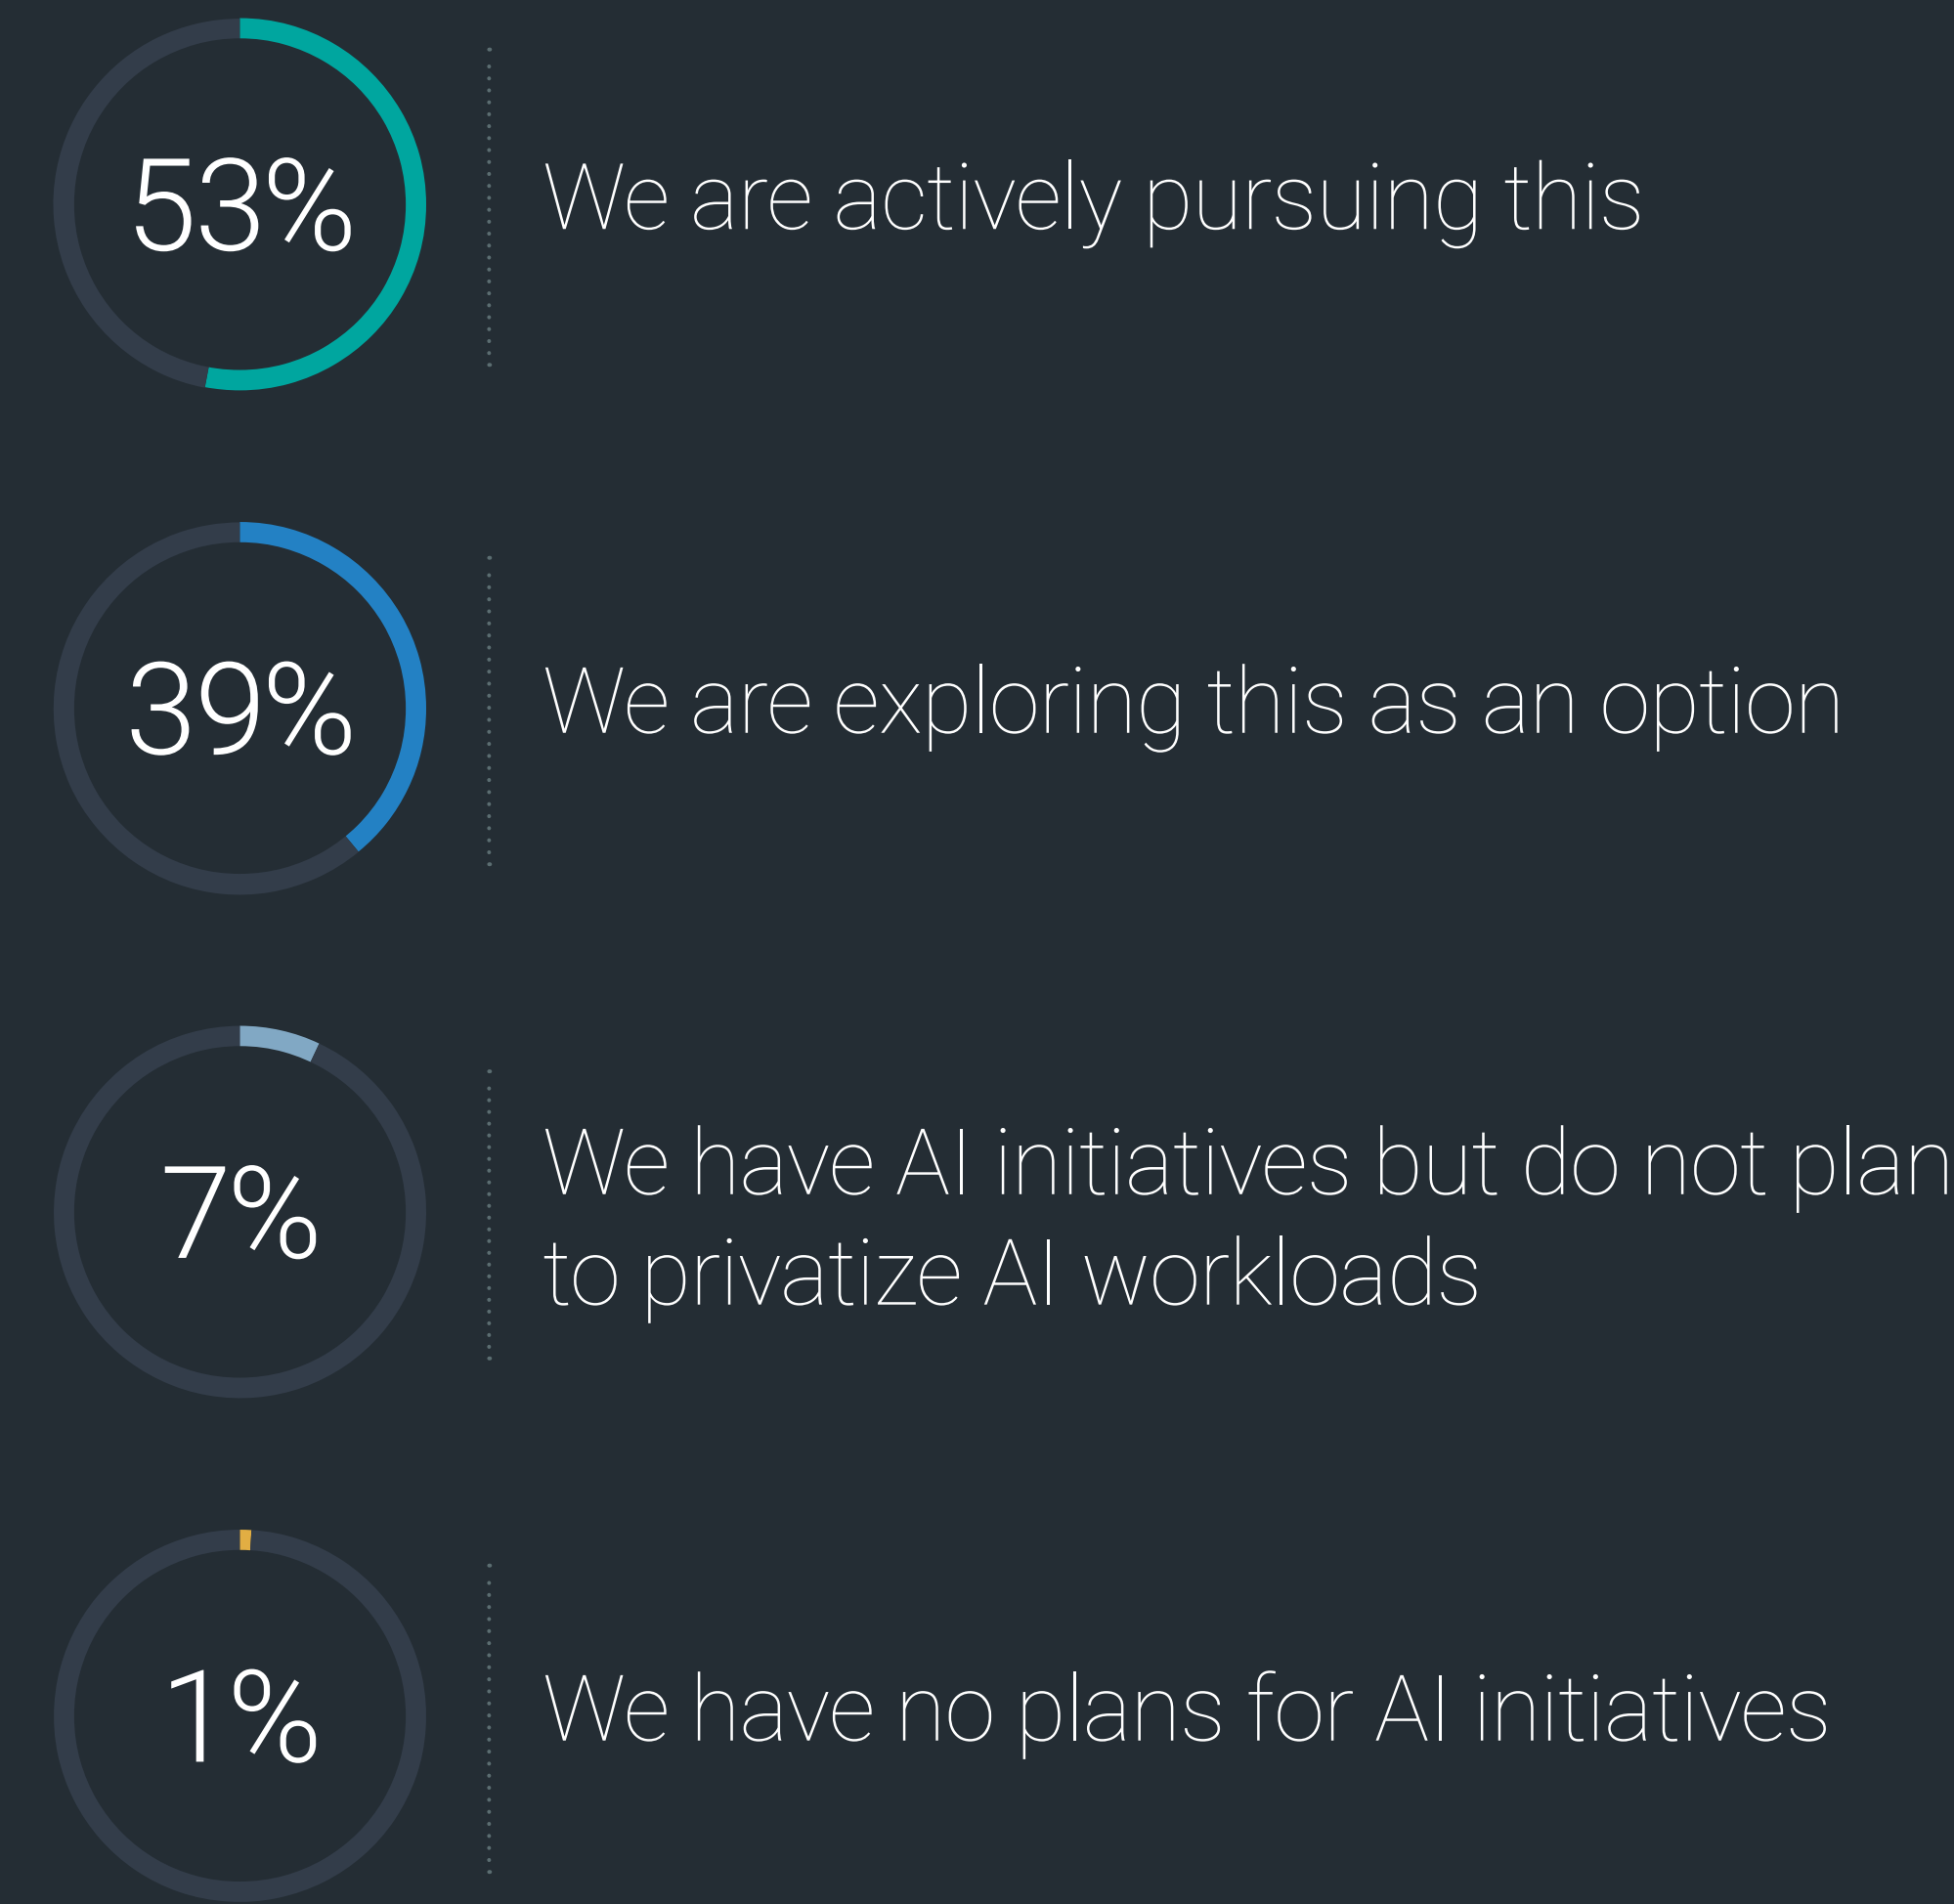 53%
We are actively pursuing this
39%
We are exploring this as an option
7%
We have AI initiatives but do not plan
to privatize AI workloads
1%
We have no plans for AI initiatives